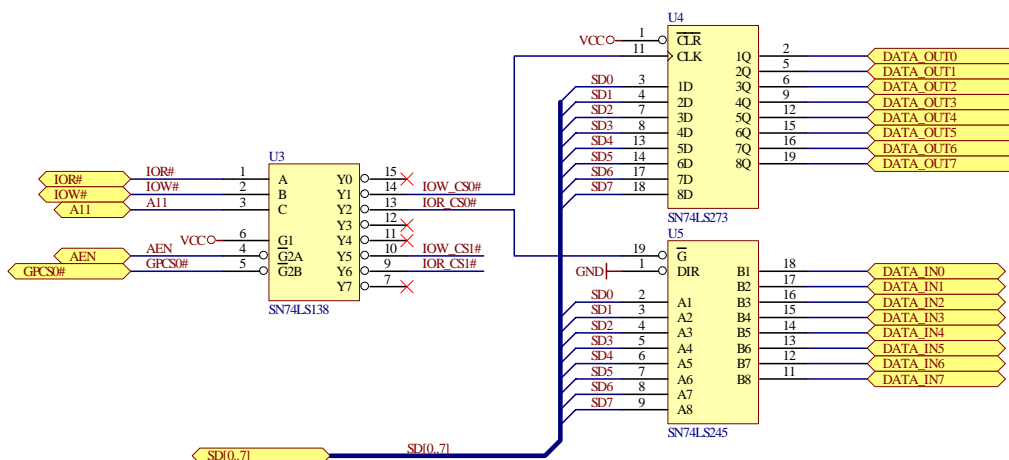 U4
VCC 1 CLR
11 CLK 1Q 2 DATA_OUT0
2Q 5 DATA_OUT1
SD0 3 1D 3Q 6 DATA_OUT2
SD1 4 2D 4Q 9 DATA_OUT3
SD2 7 3D 5Q 12 DATA_OUT4
SD3 8 4D 6Q 15 DATA_OUT5
SD4 13 5D 7Q 16 DATA_OUT6
SD5 14 6D 8Q 19 DATA_OUT7
SD6 17 7D
SD7 18 8D
SN74LS273
U3
IOR# IOR# 1 A Y0 15
IOW# IOW# 2 B Y1 14 IOW_CS0#
A11 A11 3 C Y2 13 IOR_CS0#
Y3 12
VCC 6 G1 Y4 11
AEN AEN 4 G2A Y5 10 IOW_CS1#
GPCS0# GPCS0# 5 G2B Y6 9 IOR_CS1#
Y7 7
SN74LS138
U5
19 G
GND 1 DIR B1 18 DATA_IN0
B2 17 DATA_IN1
SD0 2 A1 B3 16 DATA_IN2
SD1 3 A2 B4 15 DATA_IN3
SD2 4 A3 B5 14 DATA_IN4
SD3 5 A4 B6 13 DATA_IN5
SD4 6 A5 B7 12 DATA_IN6
SD5 7 A6 B8 11 DATA_IN7
SD6 8 A7
SD7 9 A8
SN74LS245
SD[0..7] SD[0..7]